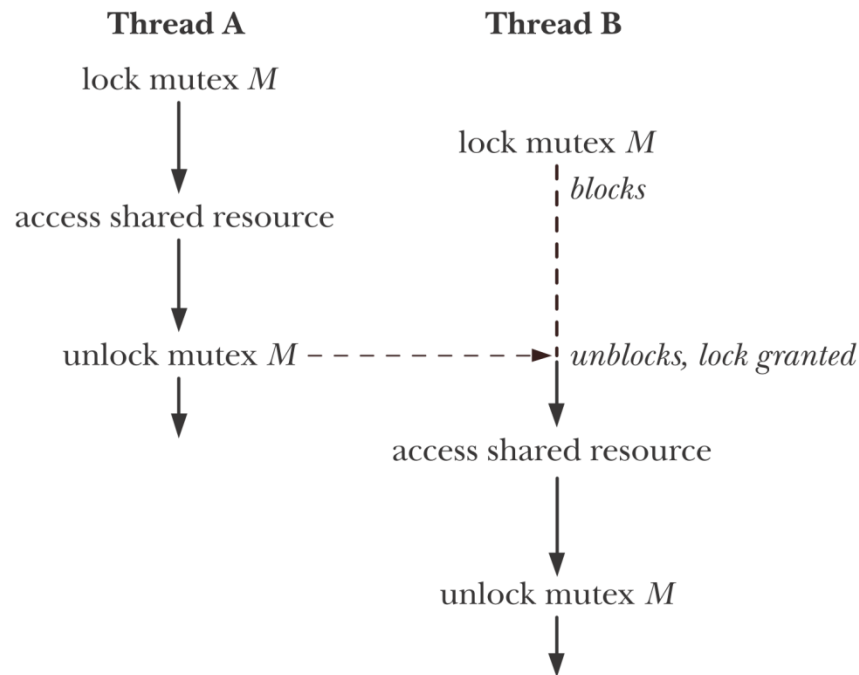 Thread A
Thread B
lock mutex M
lock mutex M
blocks
access shared resource
unlock mutex M
unblocks, lock granted
access shared resource
unlock mutex M